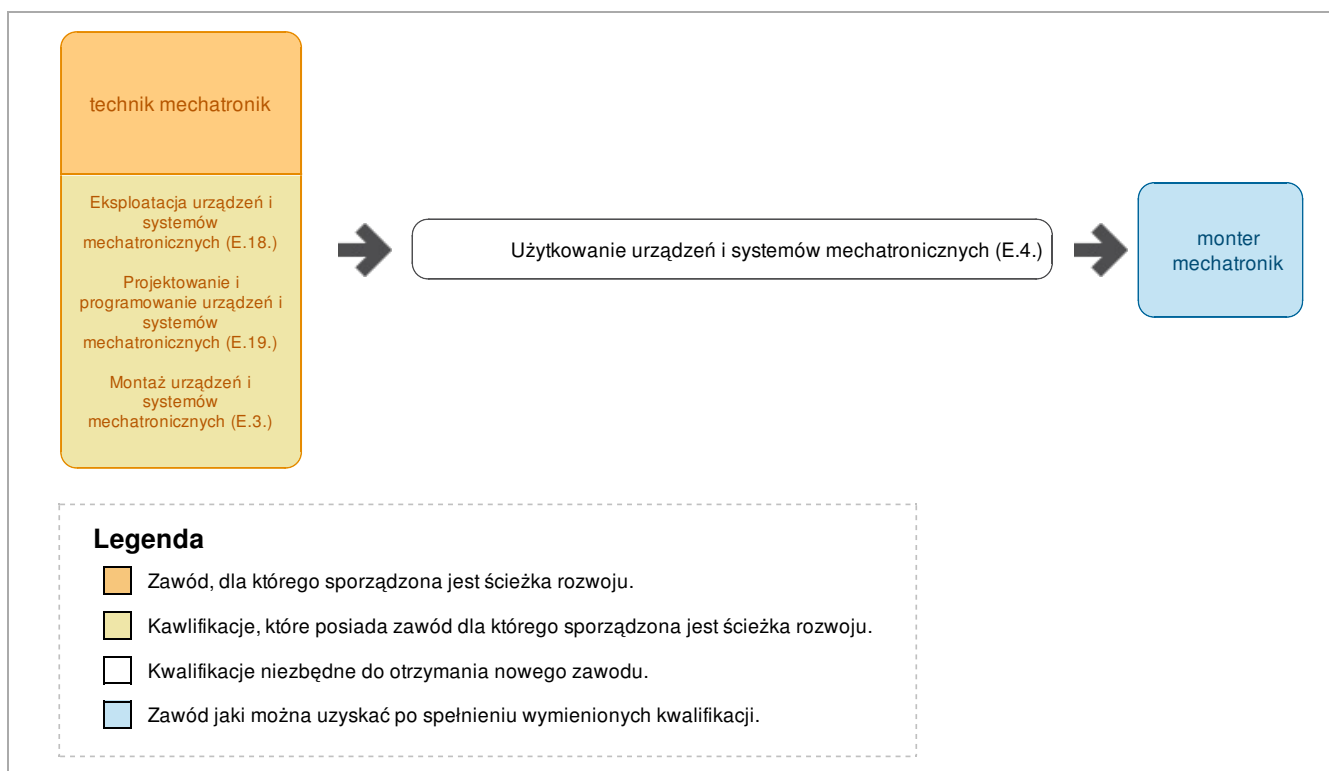 technik mechatronik
Eksploatacja urządzeń i
systemów
mechatronicznych (E.18.)
Projektowanie i
programowanie urządzeń i
systemów
mechatronicznych (E.19.)
Montaż urządzeń i
systemów
mechatronicznych (E.3.)
Użytkowanie urządzeń i systemów mechatronicznych (E.4.)
monter
mechatronik
Legenda
Zawód, dla którego sporządzona jest ścieżka rozwoju.
Kawlifikacje, które posiada zawód dla którego sporządzona jest ścieżka rozwoju.
Kwalifikacje niezbędne do otrzymania nowego zawodu.
Zawód jaki można uzyskać po spełnieniu wymienionych kwalifikacji.